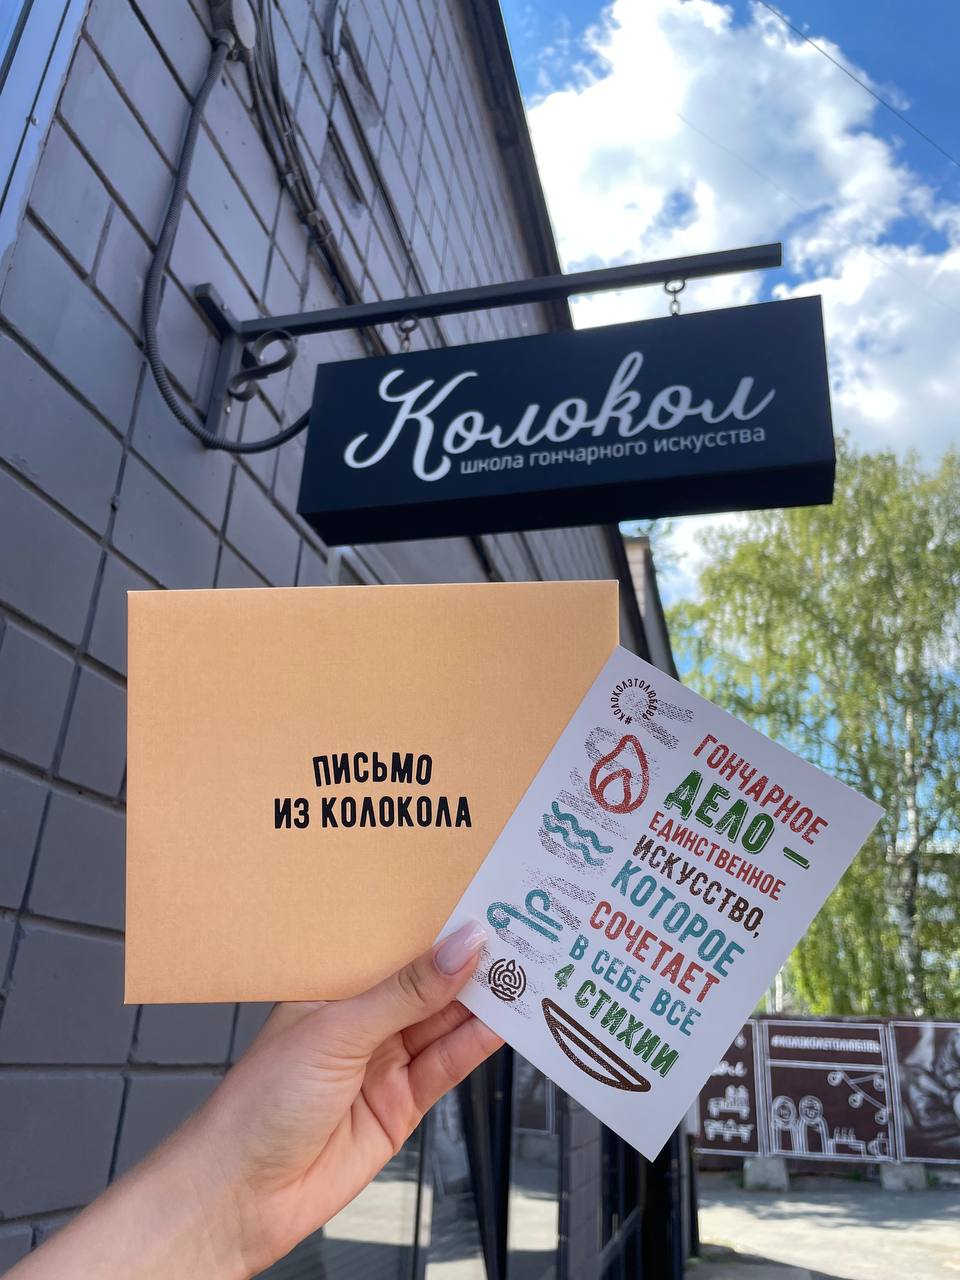 Колокол
школа гончарного искусства
ПИСЬМО
ИЗ КОЛОКОЛА
#КОЛОКОЛЭТОЛЮБОВЬ
ГОНЧАРНОЕ
ДЕЛО –
ЕДИНСТВЕННОЕ
ИСКУССТВО,
КОТОРОЕ
СОЧЕТАЕТ
В СЕБЕ ВСЕ
4 СТИХИИ
#КОЛОКОЛЭТОЛЮБОВЬ